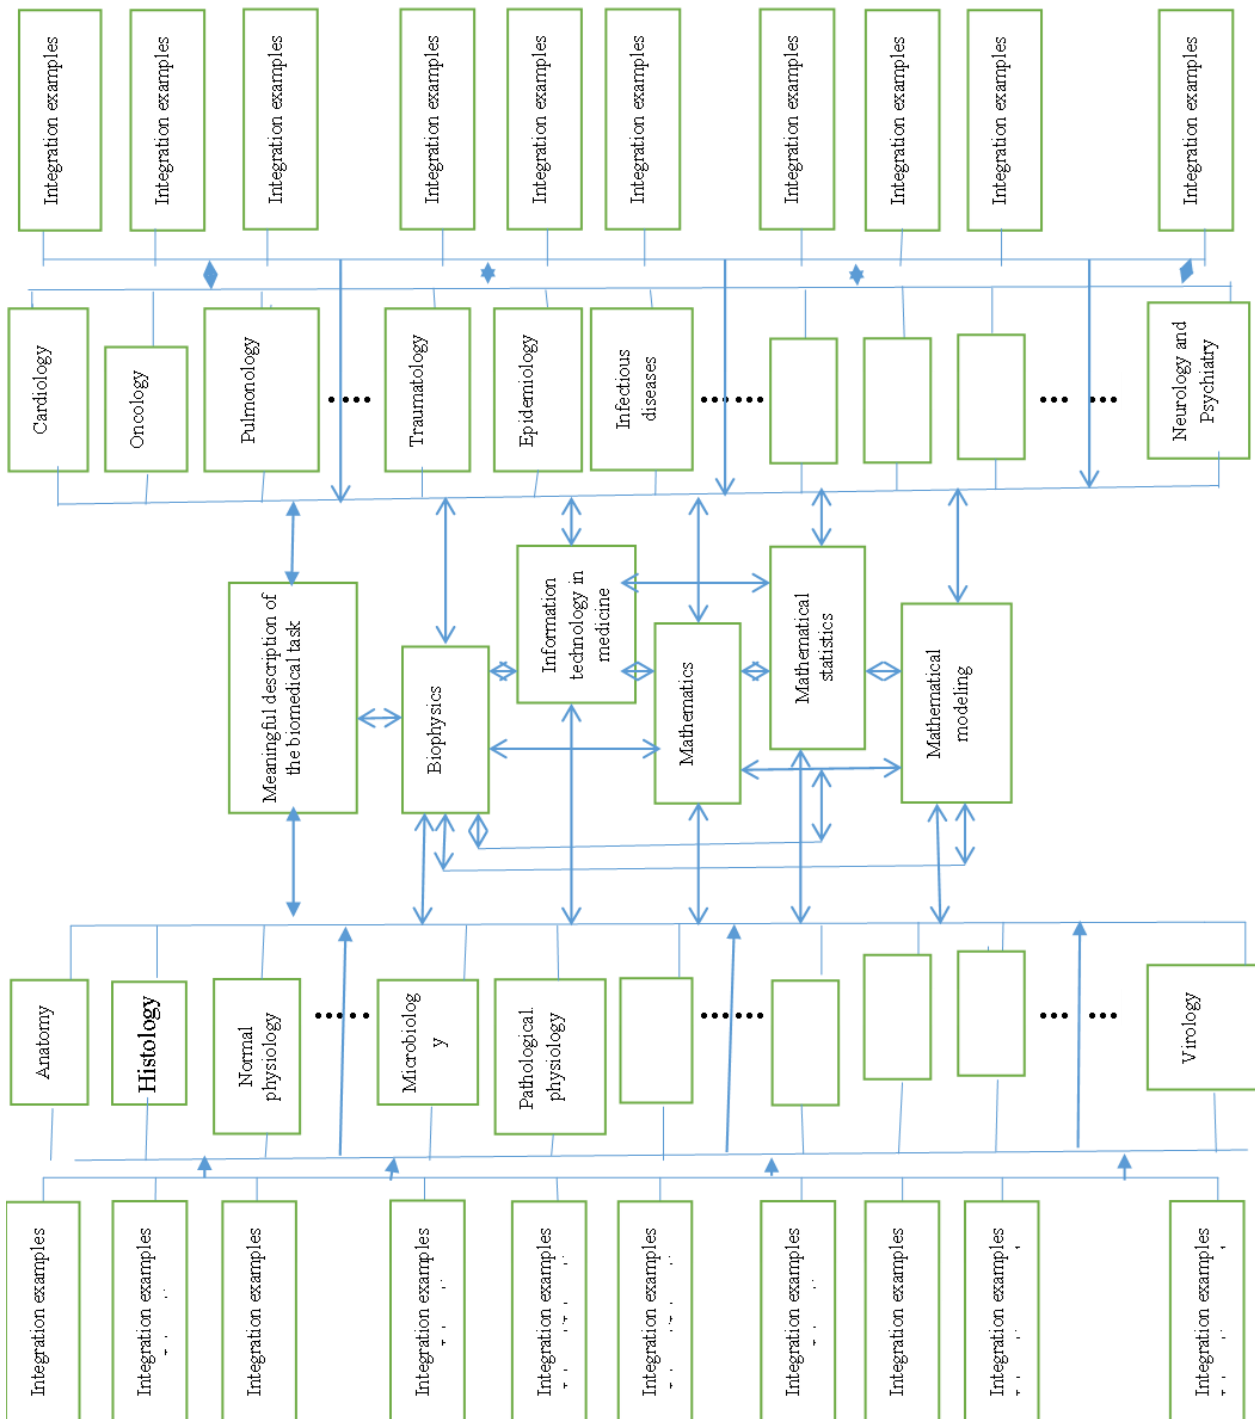 Integration examples
Integration examples
Integration examples
Integration examples
Integration examples
Integration examples
Integration examples
Integration examples
Integration examples
Integration examples
Cardiology
Oncology
Pulmonology
Traumatology
Epidemiology
Infectious
diseases
Neurology and
Psychiatry
Meaningful description of
the biomedical task
Biophysics
Information
technology in
medicine
Mathematics
Mathematical
statistics
Mathematical
modeling
Anatomy
Histology
Normal
physiology
Microbiolog
y
Pathological
physiology
Virology
Integration examples
Integration examples
Integration examples
Integration examples
Integration examples
Integration examples
Integration examples
Integration examples
Integration examples
Integration examples